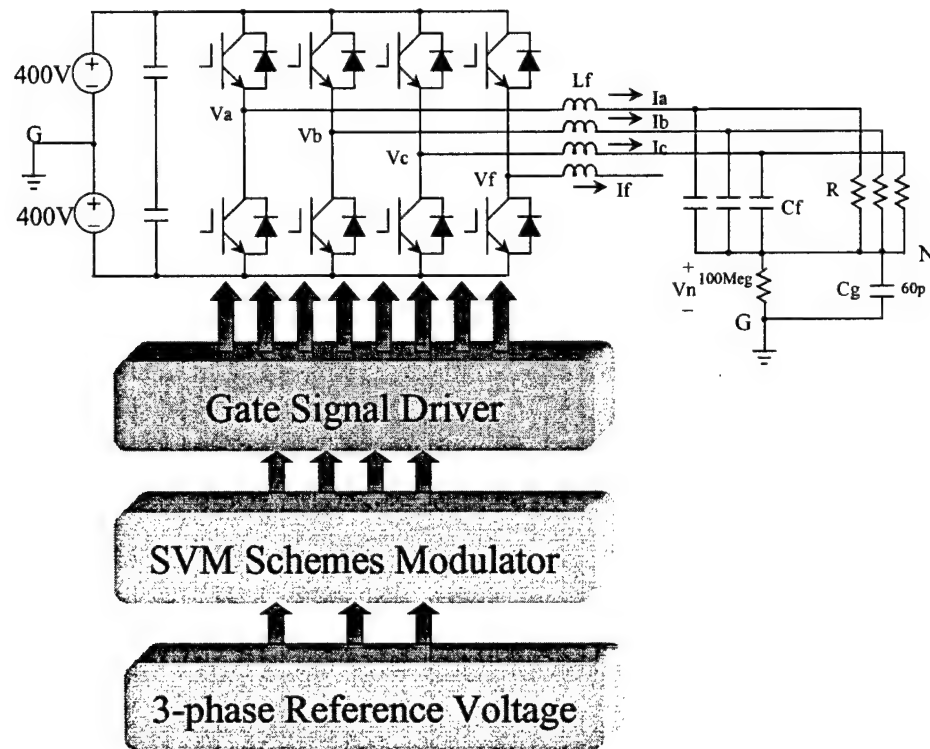 400V
+
−
G
400V
+
−
Va
Vb
Vc
Vf
Lf
Ia
Ib
Ic
If
R
Cf
N
+
Vn
−
100Meg
Cg
60p
G
Gate Signal Driver
SVM Schemes Modulator
3-phase Reference Voltage